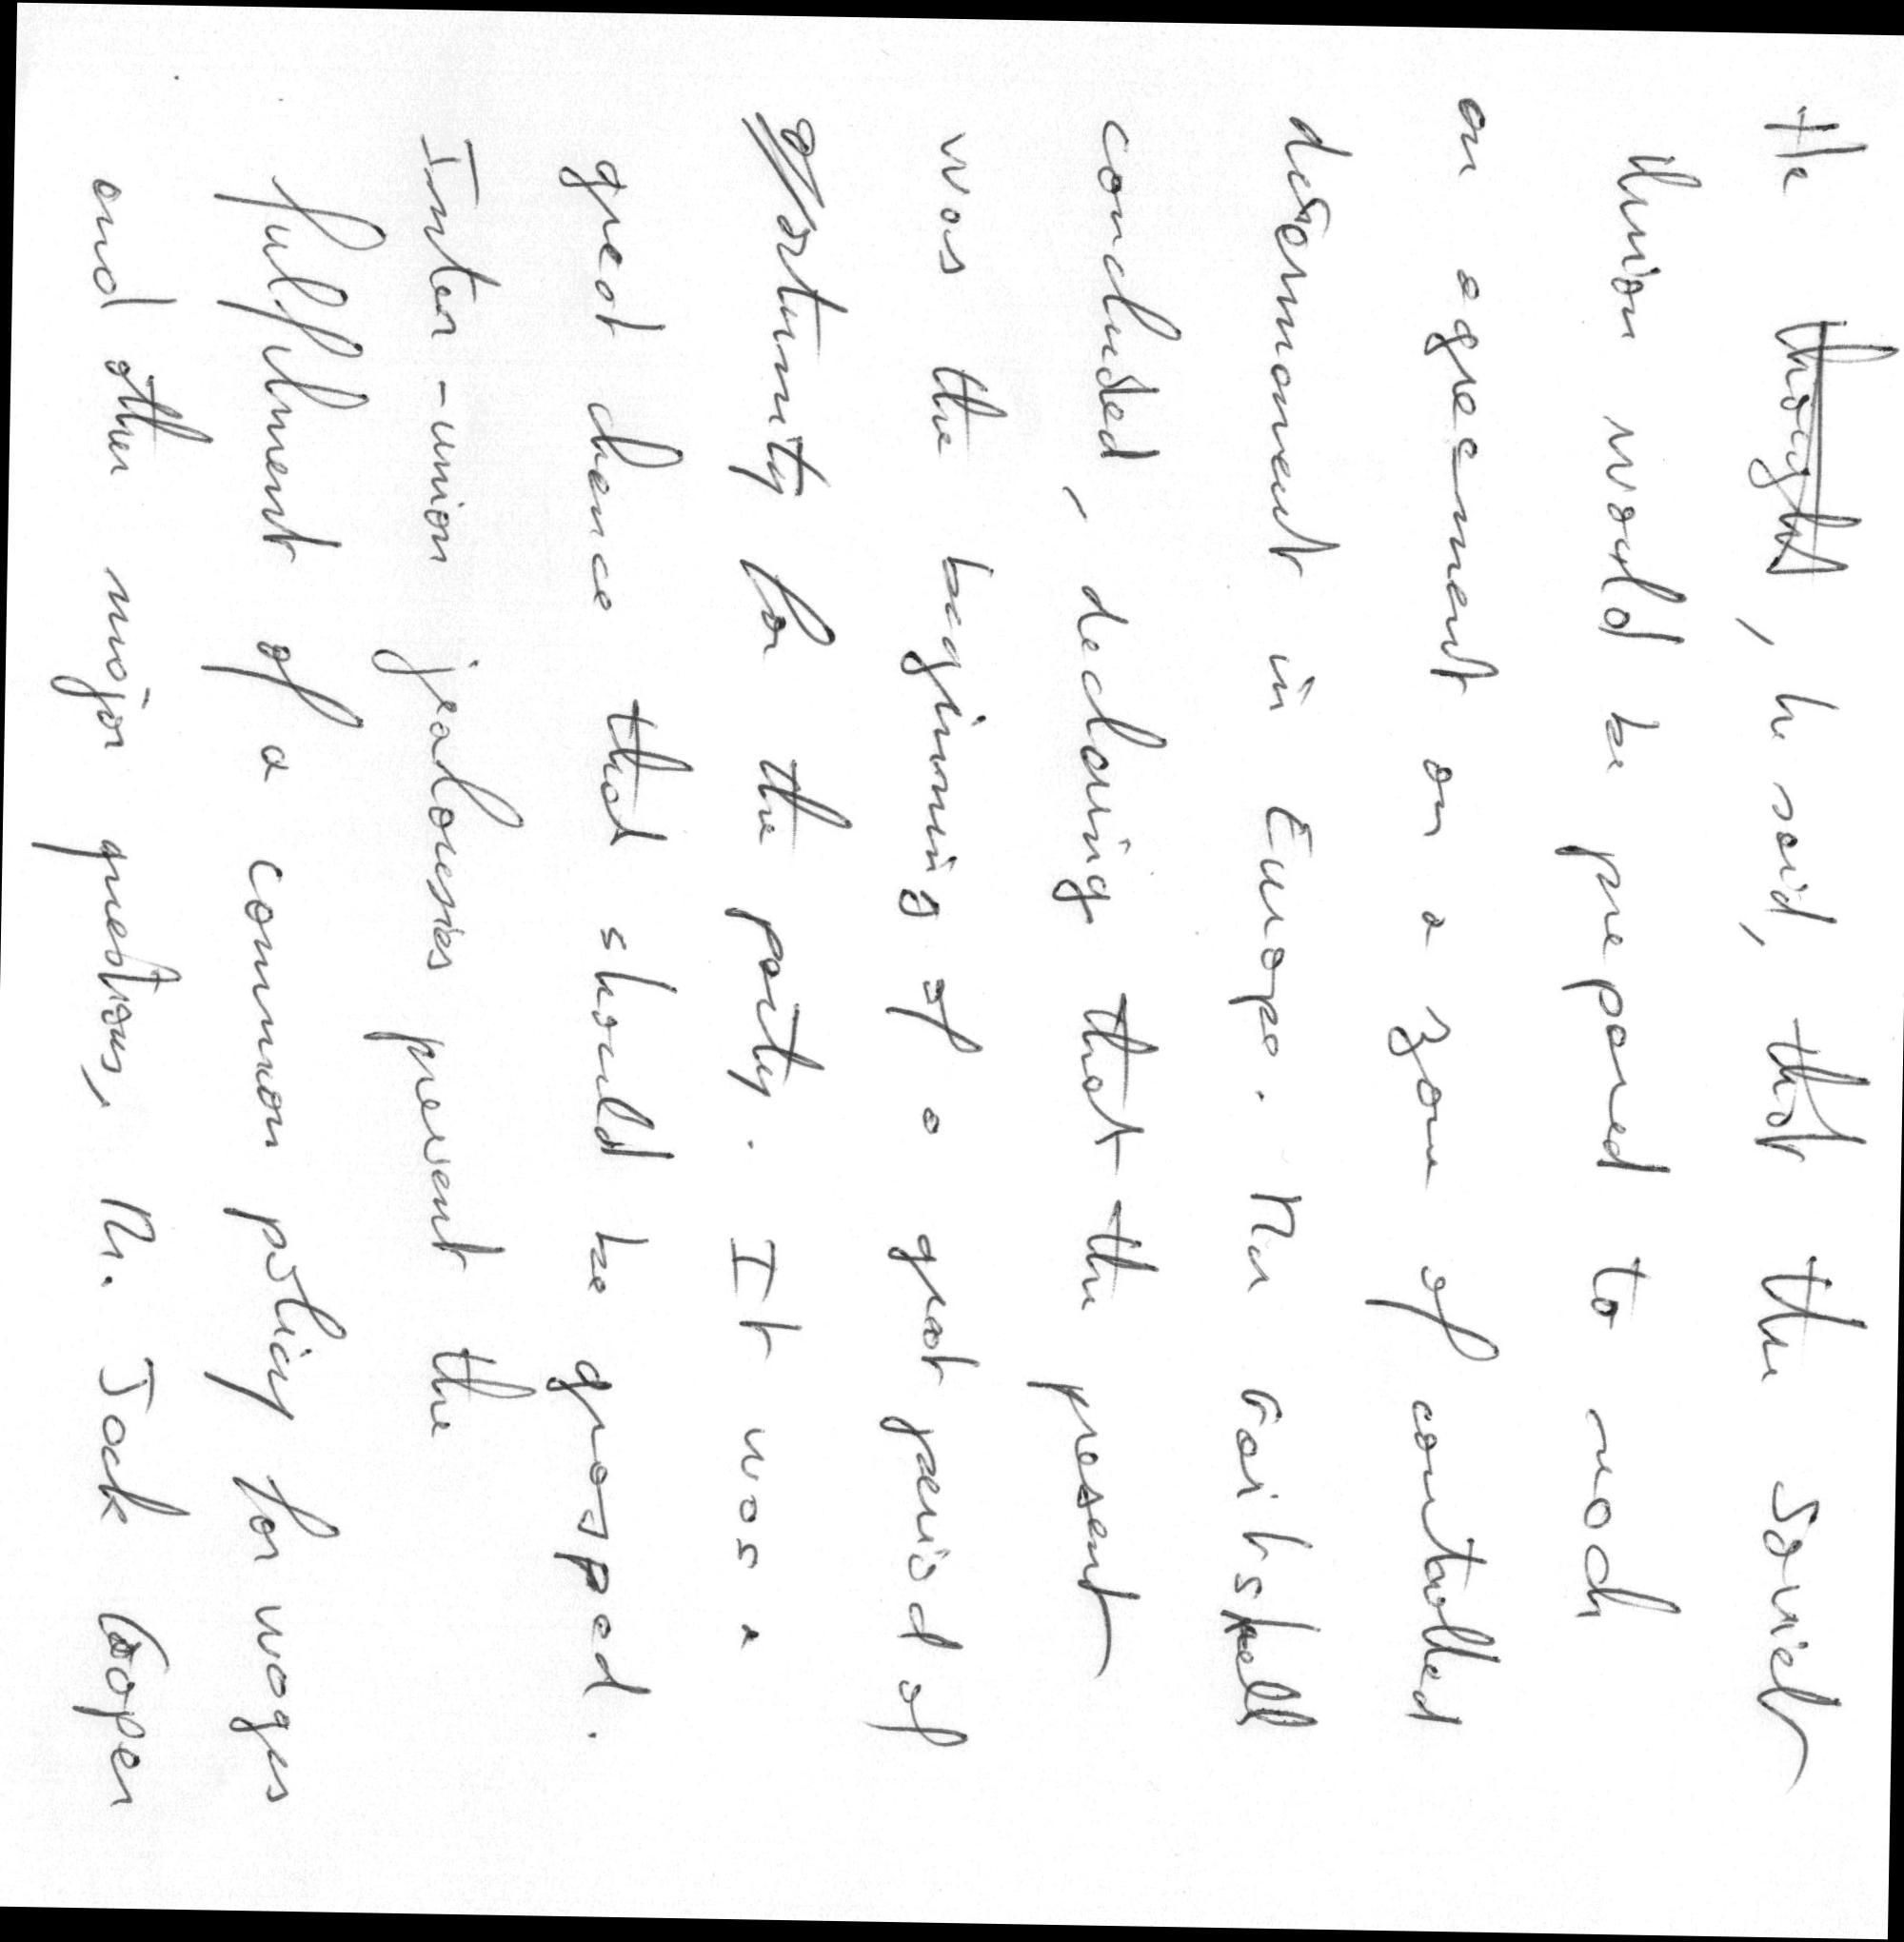 He thought, he said, that the Soviet
Union would be prepared to reach
an agreement on a zone of controlled
disarmament in Europe. Mr Gaitskell
concluded, declaring that the present
was the beginning of a great period of
opportunity for the party. It was a
great chance that should be grasped.
Inter-union jealousies prevent the
fulfilment of a common policy for wages
and other major questions, Mr. Jack Cooper